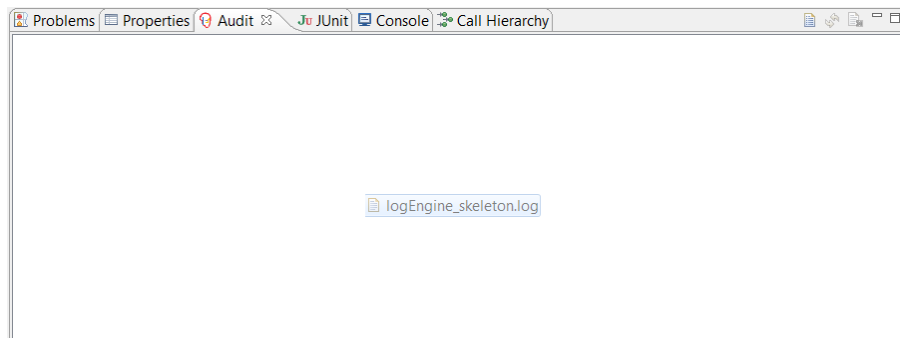 Problems Properties Audit JUnit Console Call Hierarchy
logEngine_skeleton.log